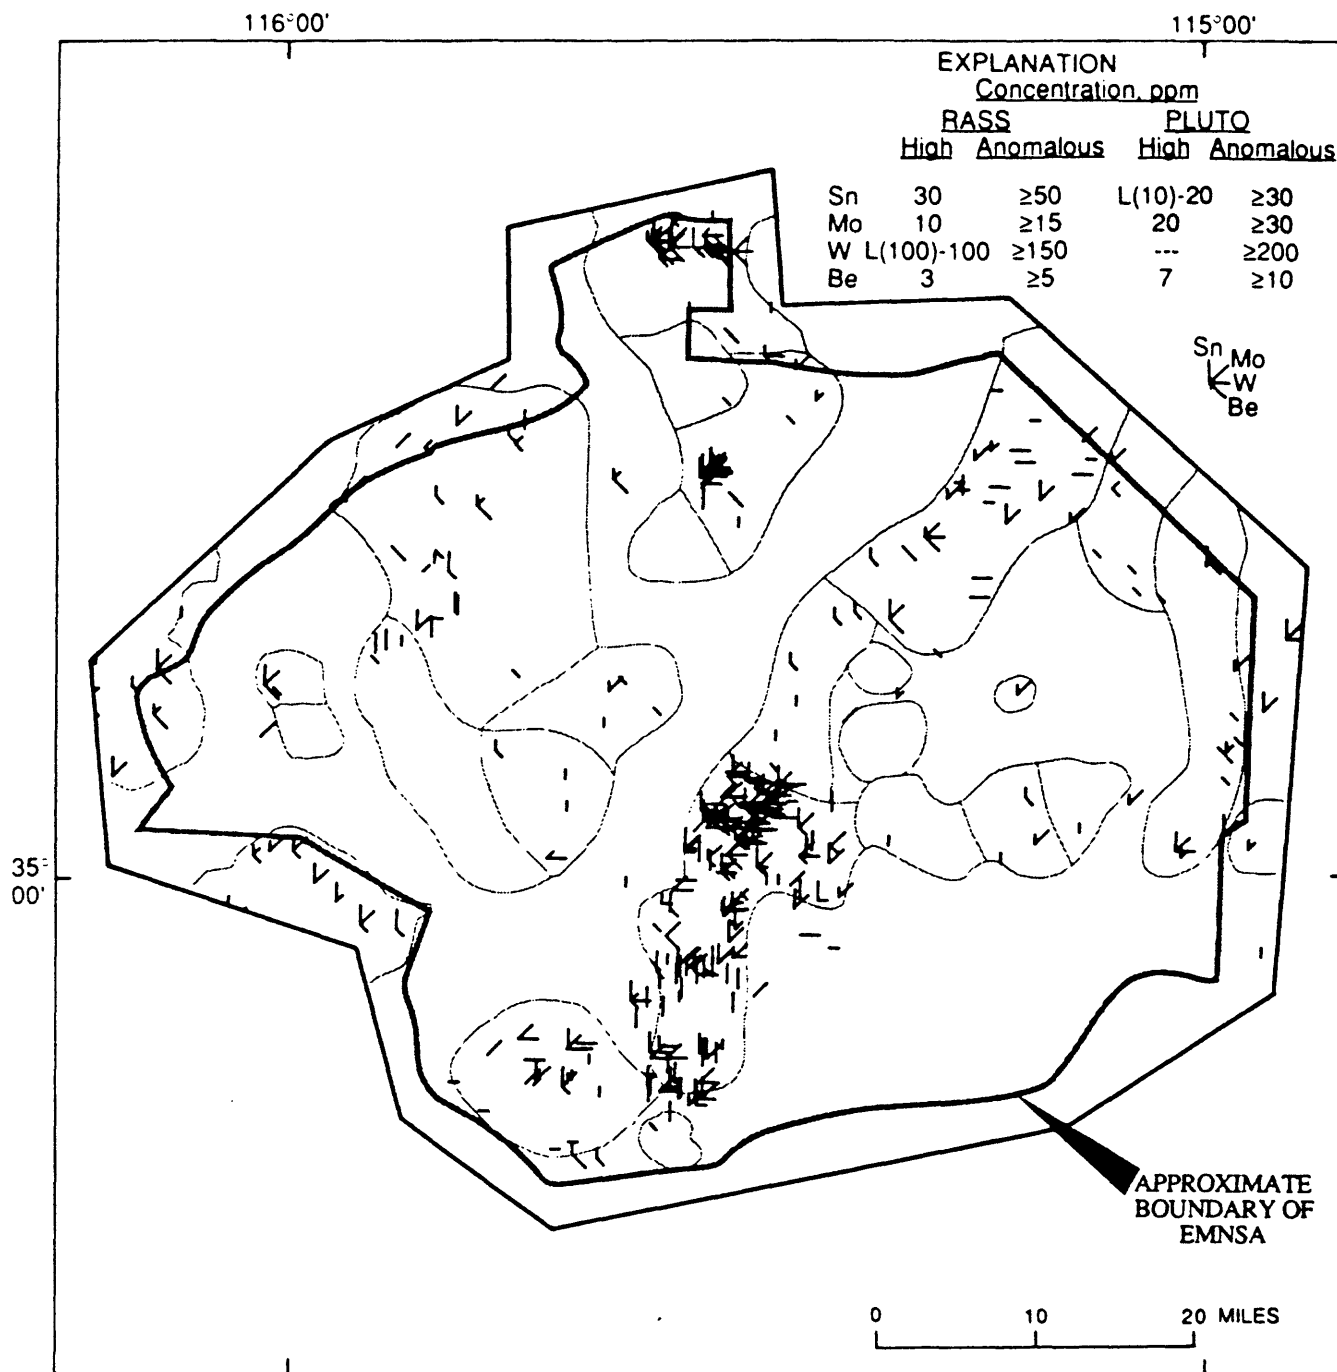 116°00'
115°00'
EXPLANATION
Concentration, ppm
RASS PLUTO
High Anomalous High Anomalous
Sn 30 ≥50 L(10)-20 ≥30
Mo 10 ≥15 20 ≥30
W L(100)-100 ≥150 --- ≥200
Be 3 ≥5 7 ≥10
Sn
Mo
W
Be
35°
00'
APPROXIMATE
BOUNDARY OF
EMNSA
0 10 20 MILES